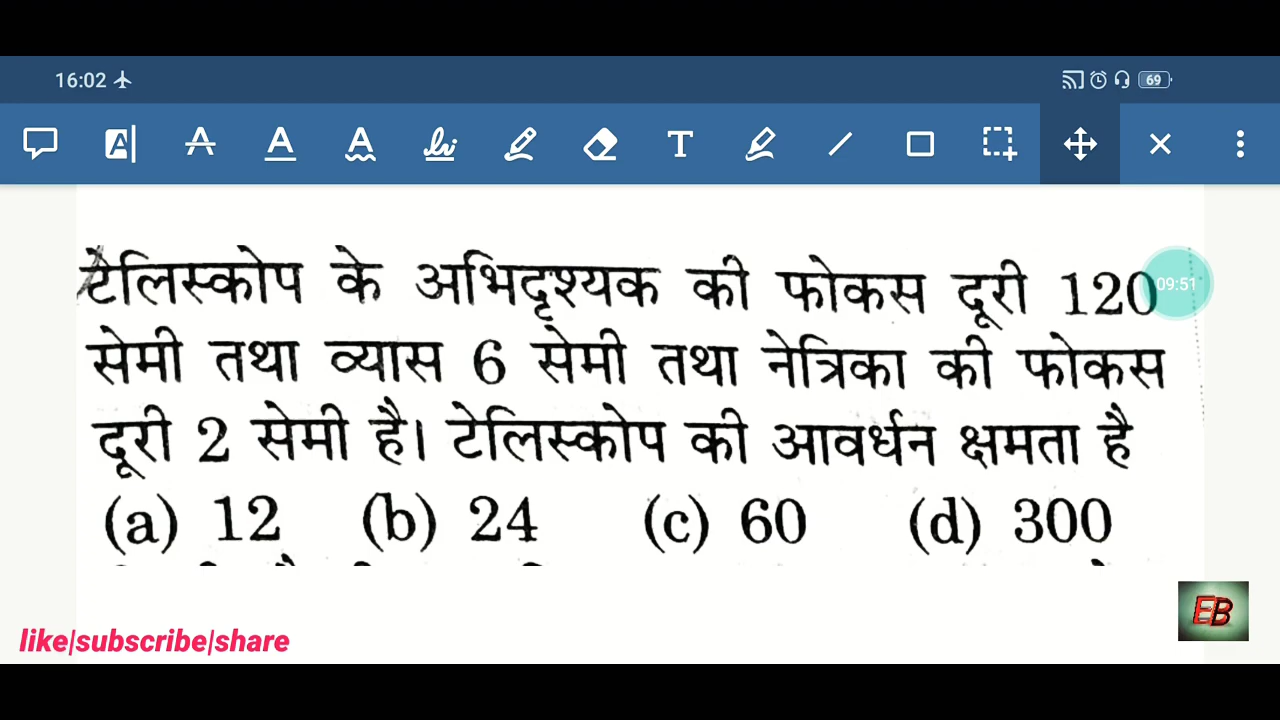 16:02
69
टेलिस्कोप के अभिदृश्यक की फोकस दूरी 120
09:51
सेमी तथा व्यास 6 सेमी तथा नेत्रिका की फोकस
दूरी 2 सेमी है। टेलिस्कोप की आवर्धन क्षमता है
(a) 12 (b) 24 (c) 60 (d) 300
EB
like|subscribe|share